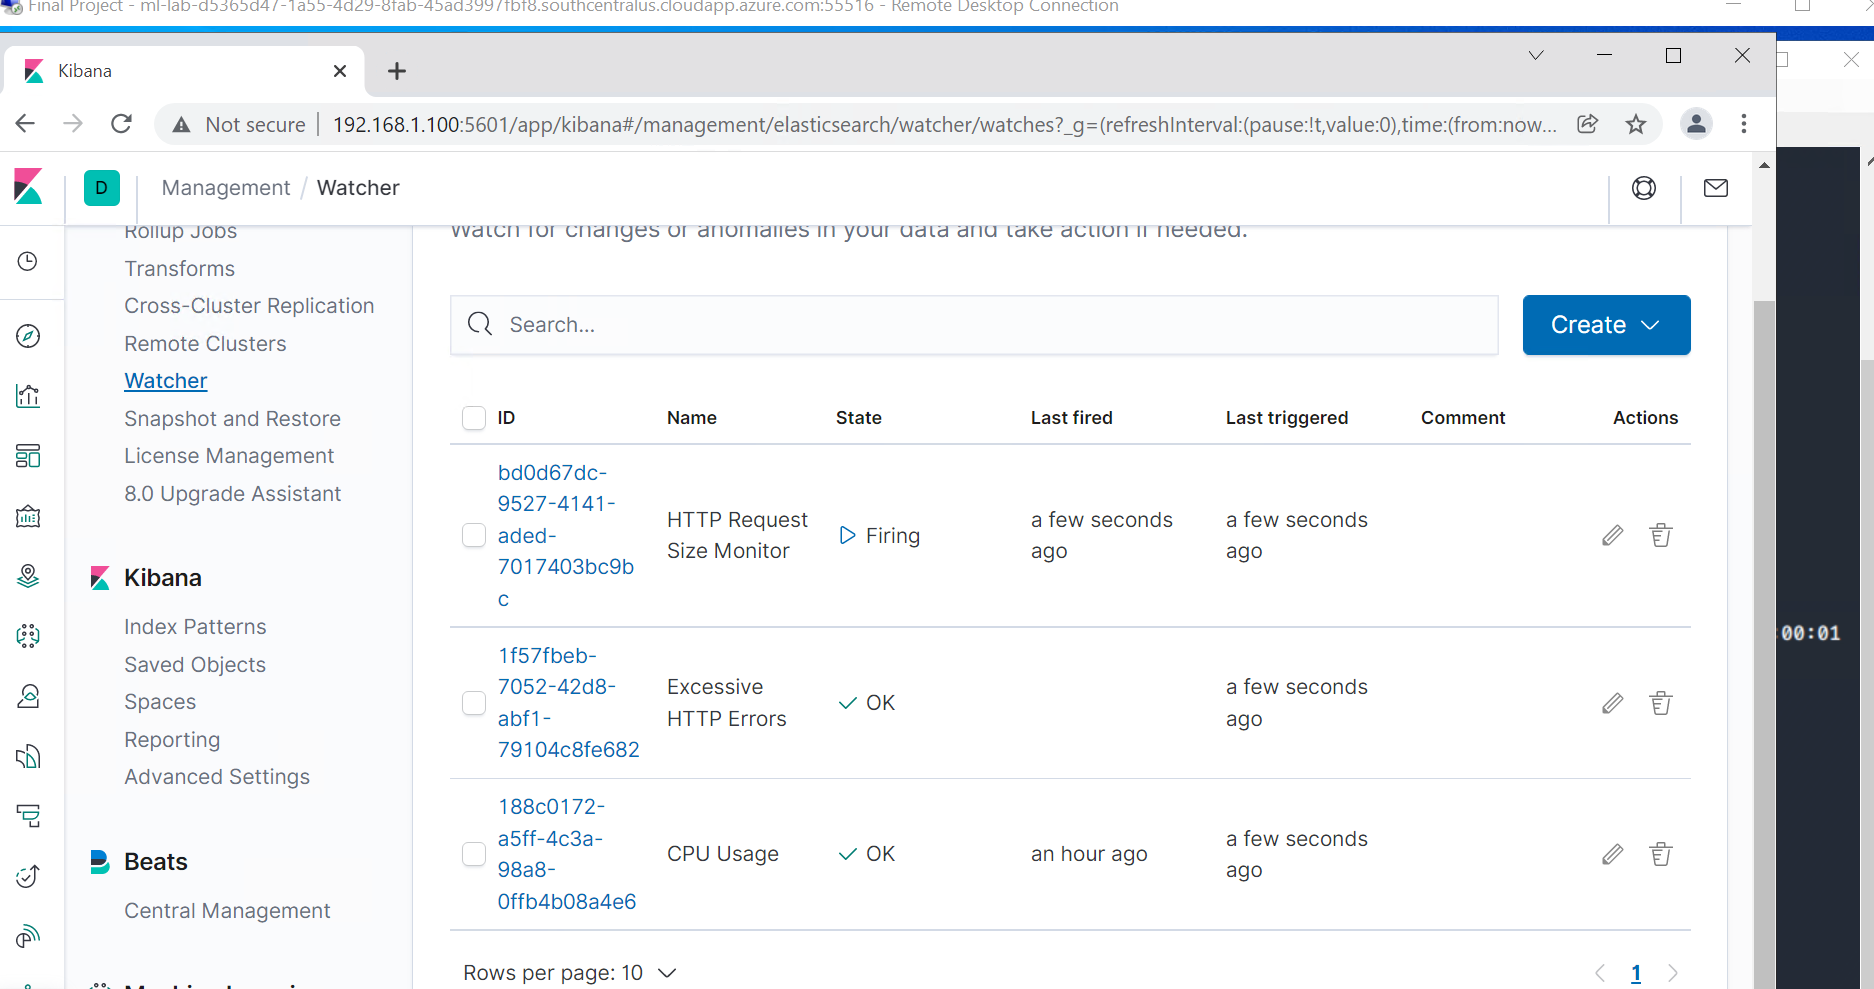 Final Project - ml-lab-d5365d47-1a55-4d29-8fab-45ad3997fbf8.southcentralus.cloudapp.azure.com:55516 - Remote Desktop Connection
Kibana
Not secure
192.168.1.100:5601/app/kibana#/management/elasticsearch/watcher/watches?_g=(refreshInterval:(pause:!t,value:0),time:(from:now...
D
Management / Watcher
Rollup Jobs
Transforms
Cross-Cluster Replication
Remote Clusters
Watcher
Snapshot and Restore
License Management
8.0 Upgrade Assistant
Kibana
Index Patterns
Saved Objects
Spaces
Reporting
Advanced Settings
Beats
Central Management
Watch for changes or anomalies in your data and take action if needed.
Search...
Create
ID Name State Last fired Last triggered Comment Actions
bd0d67dc-
9527-4141-
aded-
7017403bc9b
c
HTTP Request
Size Monitor
Firing
a few seconds
ago
a few seconds
ago
1f57fbeb-
7052-42d8-
abf1-
79104c8fe682
Excessive
HTTP Errors
OK
a few seconds
ago
188c0172-
a5ff-4c3a-
98a8-
0ffb4b08a4e6
CPU Usage
OK
an hour ago
a few seconds
ago
Rows per page: 10
1
:00:01